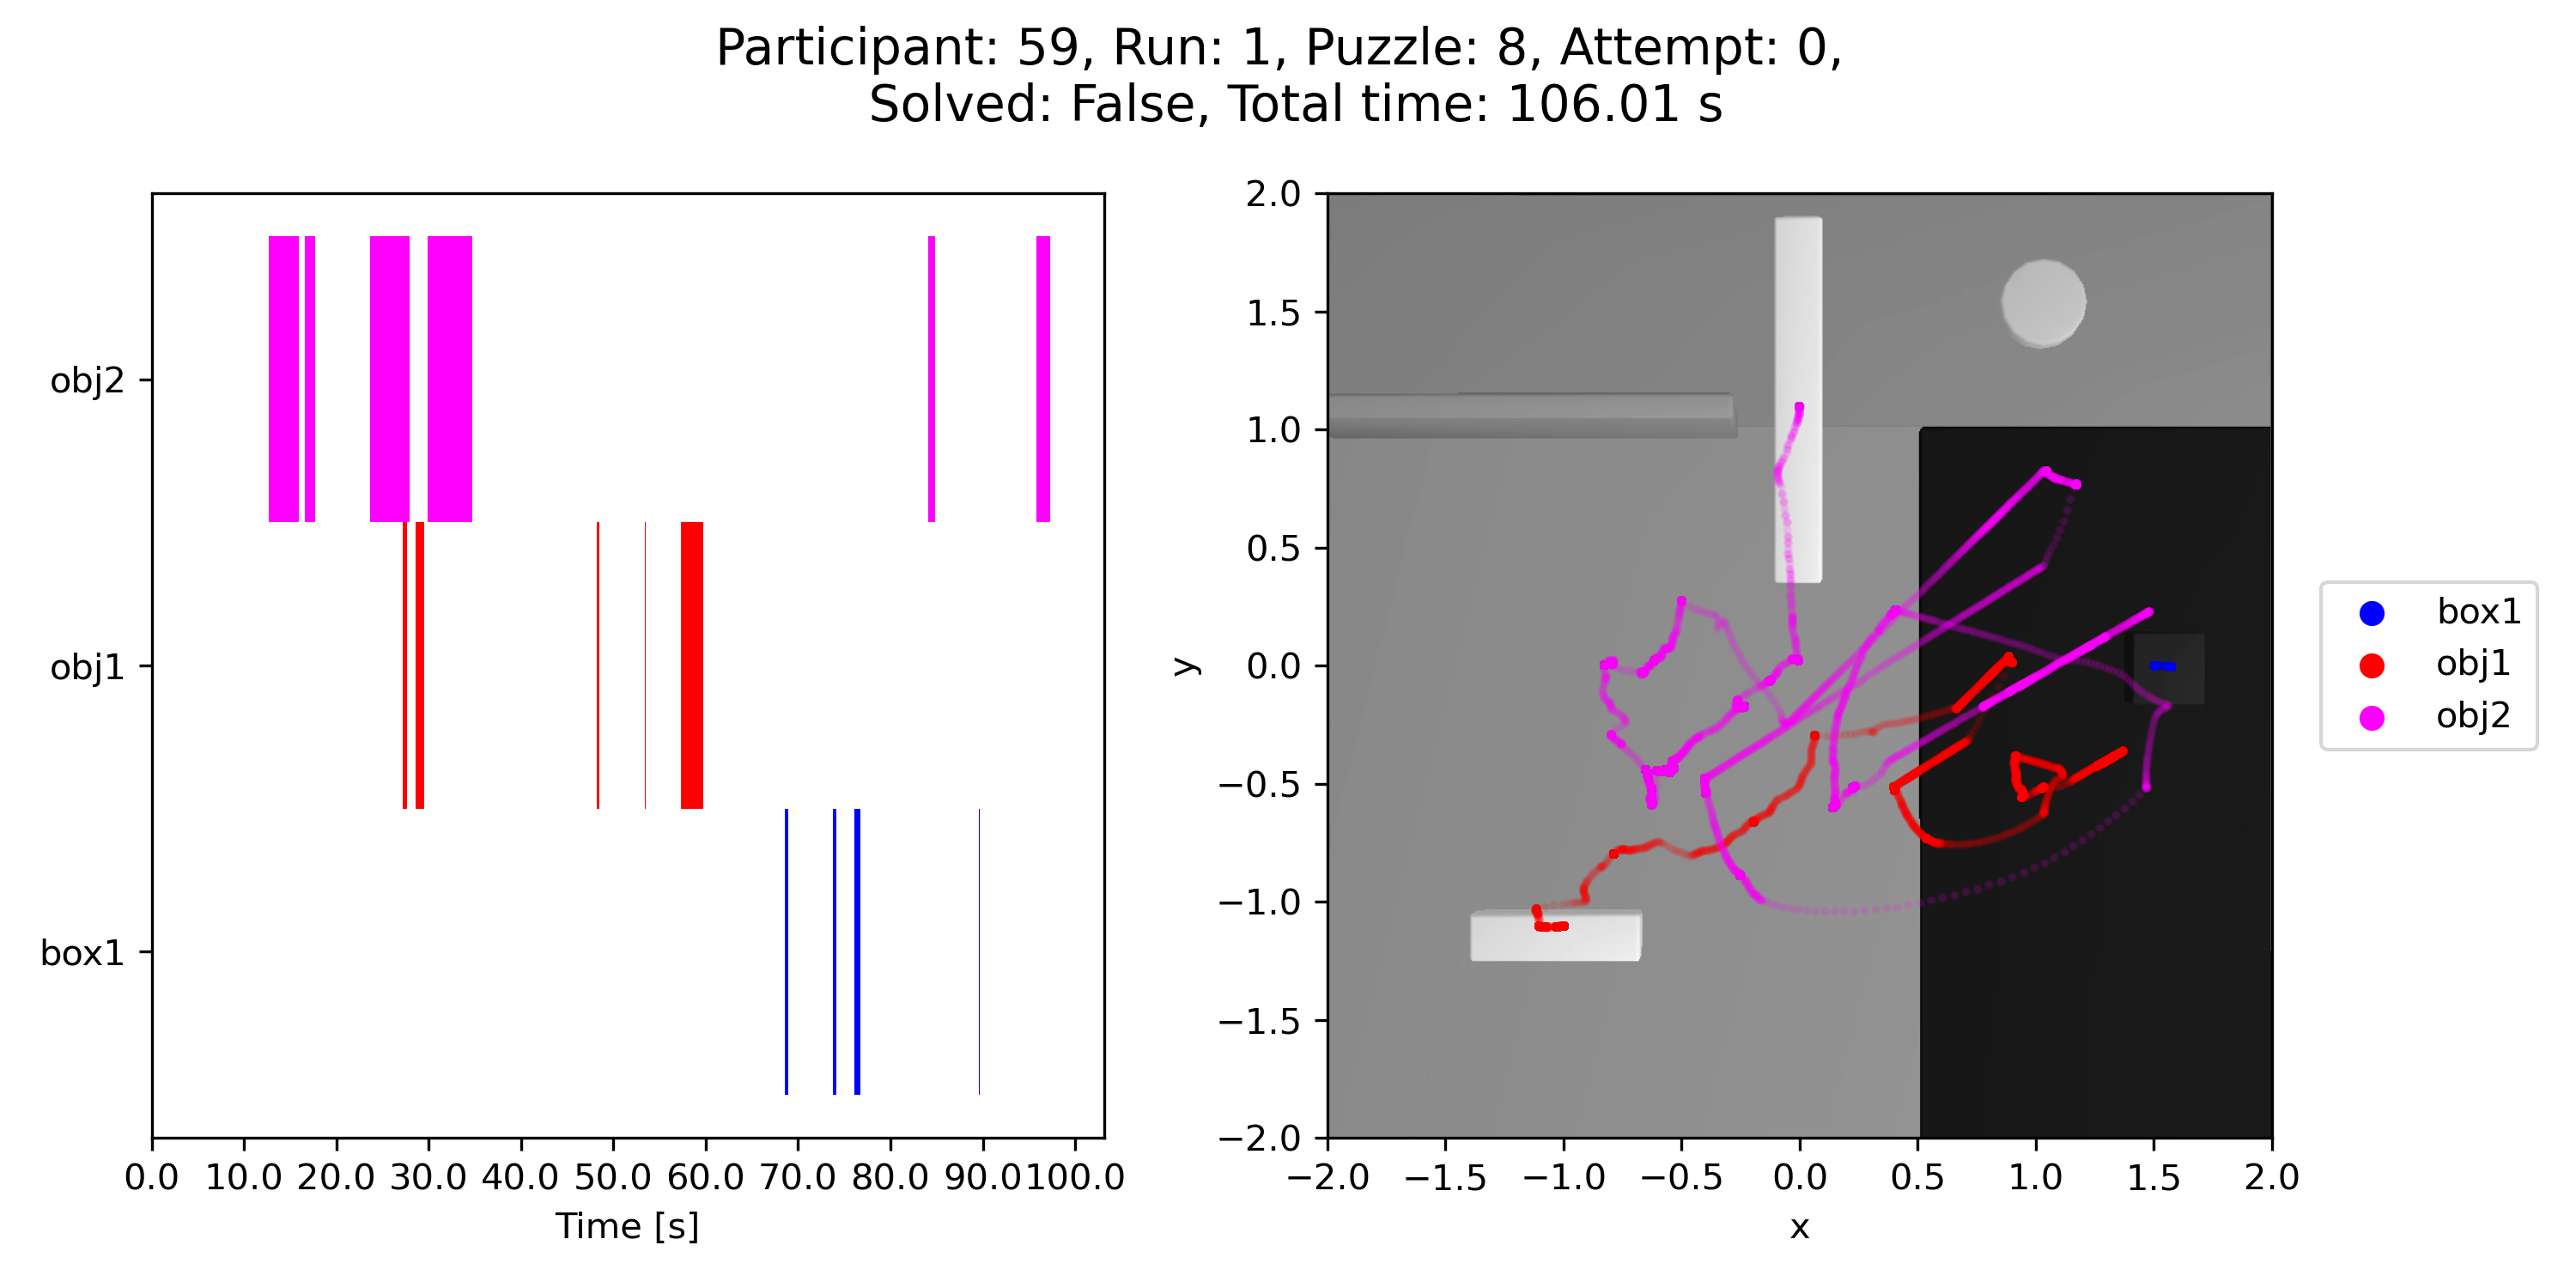 Participant: 59, Run: 1, Puzzle: 8, Attempt: 0,
Solved: False, Total time: 106.01 s
obj2
obj1
box1
0.0 10.0 20.0 30.0 40.0 50.0 60.0 70.0 80.0 90.0 100.0
Time [s]
2.0
1.5
1.0
0.5
0.0
−0.5
−1.0
−1.5
−2.0
y
−2.0 −1.5 −1.0 −0.5 0.0 0.5 1.0 1.5 2.0
x
box1
obj1
obj2